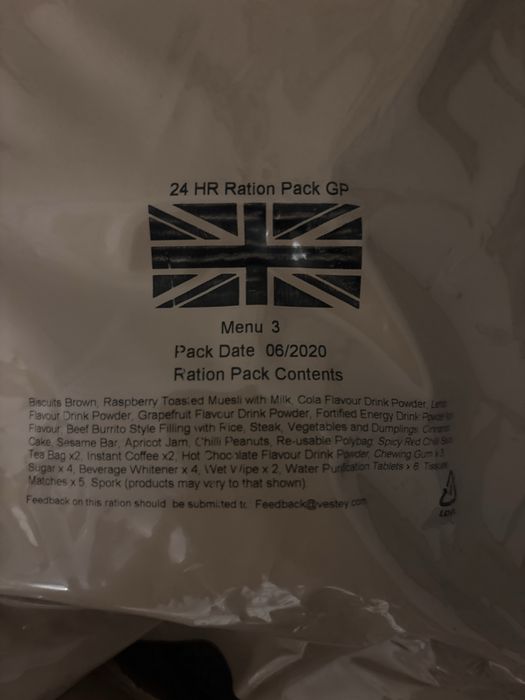 24 HR Ration Pack GP
Menu 3
Pack Date 06/2020
Ration Pack Contents
Biscuits Brown, Raspberry Toasted Muesli with Milk, Cola Flavour Drink Powder, Lemon
Flavour Drink Powder, Grapefruit Flavour Drink Powder, Fortified Energy Drink Powder
Flavour, Beef Burrito Style Filling with Rice, Steak, Vegetables and Dumplings, Cinnamon
Cake, Sesame Bar, Apricot Jam, Chilli Peanuts, Re-usable Polybag, Spicy Red Chilli
Tea Bag x2, Instant Coffee x2, Hot Chocolate Flavour Drink Powder, Chewing Gum x 3,
Sugar x 4, Beverage Whitener x 4, Wet Wipe x 2, Water Purification Tablets x 6, Tissues
Matches x 5, Spork (products may very to that shown)
Feedback on this ration should be submitted to Feedback@vestey.com